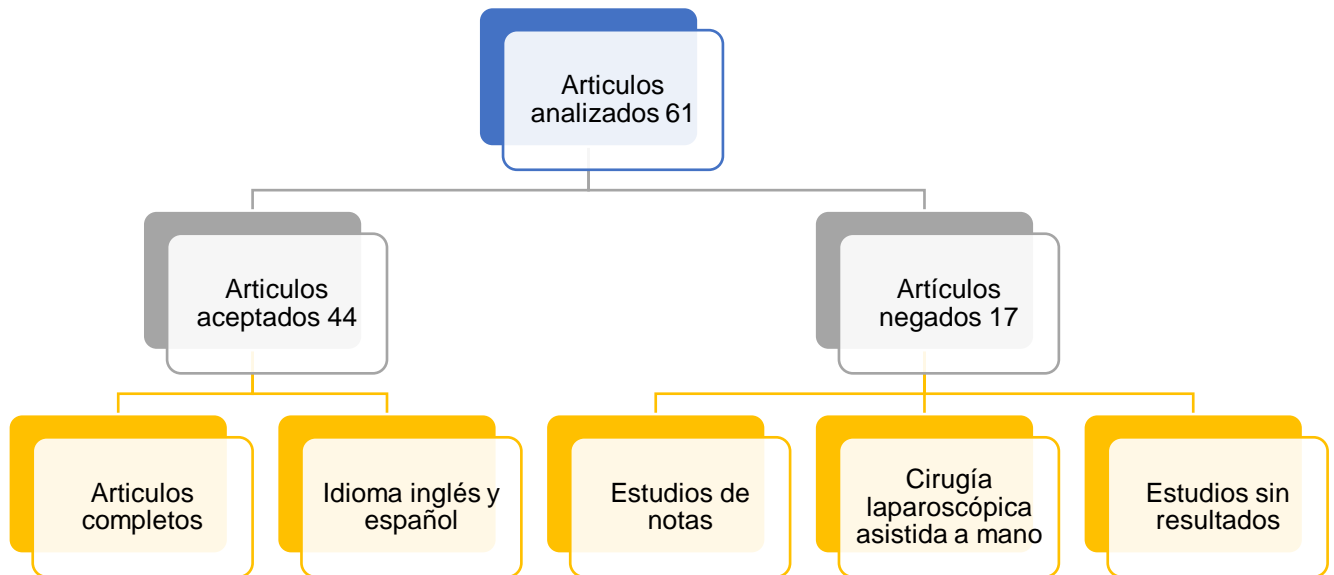 Articulos
analizados 61
Articulos
aceptados 44
Artículos
negados 17
Articulos
completos
Idioma inglés y
español
Estudios de
notas
Cirugía
laparoscópica
asistida a mano
Estudios sin
resultados